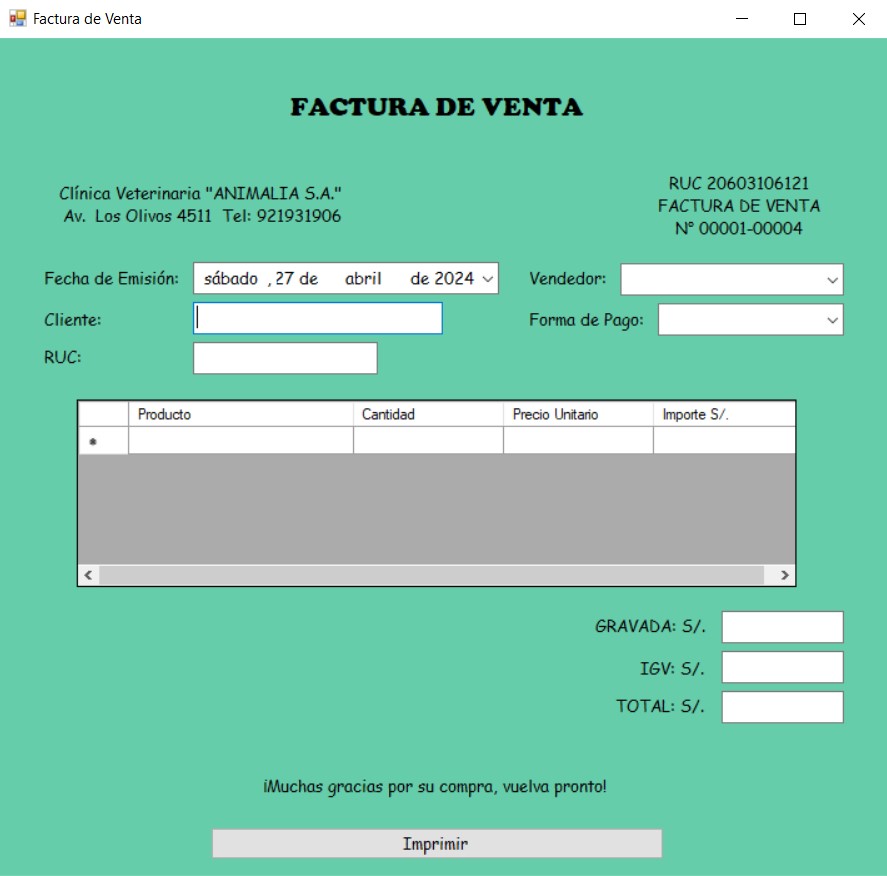 Factura de Venta
FACTURA DE VENTA
Clínica Veterinaria "ANIMALIA S.A."
Av. Los Olivos 4511 Tel: 921931906
RUC 20603106121
FACTURA DE VENTA
N° 00001-00004
Fecha de Emisión: sábado , 27 de abril de 2024
Vendedor:
Cliente:
Forma de Pago:
RUC:
Producto Cantidad Precio Unitario Importe S/.
GRAVADA: S/.
IGV: S/.
TOTAL: S/.
¡Muchas gracias por su compra, vuelva pronto!
Imprimir